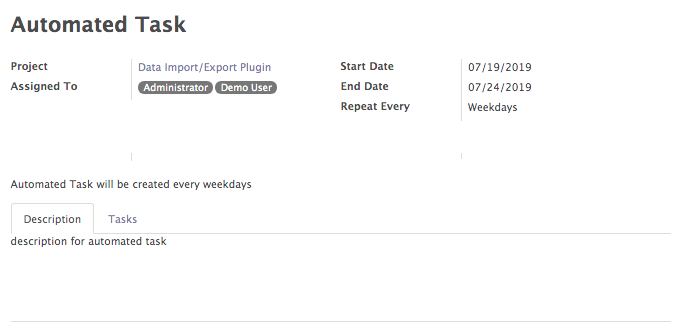 Automated Task
Project Data Import/Export Plugin Start Date 07/19/2019
Assigned To Administrator Demo User End Date 07/24/2019
Repeat Every Weekdays
Automated Task will be created every weekdays
Description Tasks
description for automated task